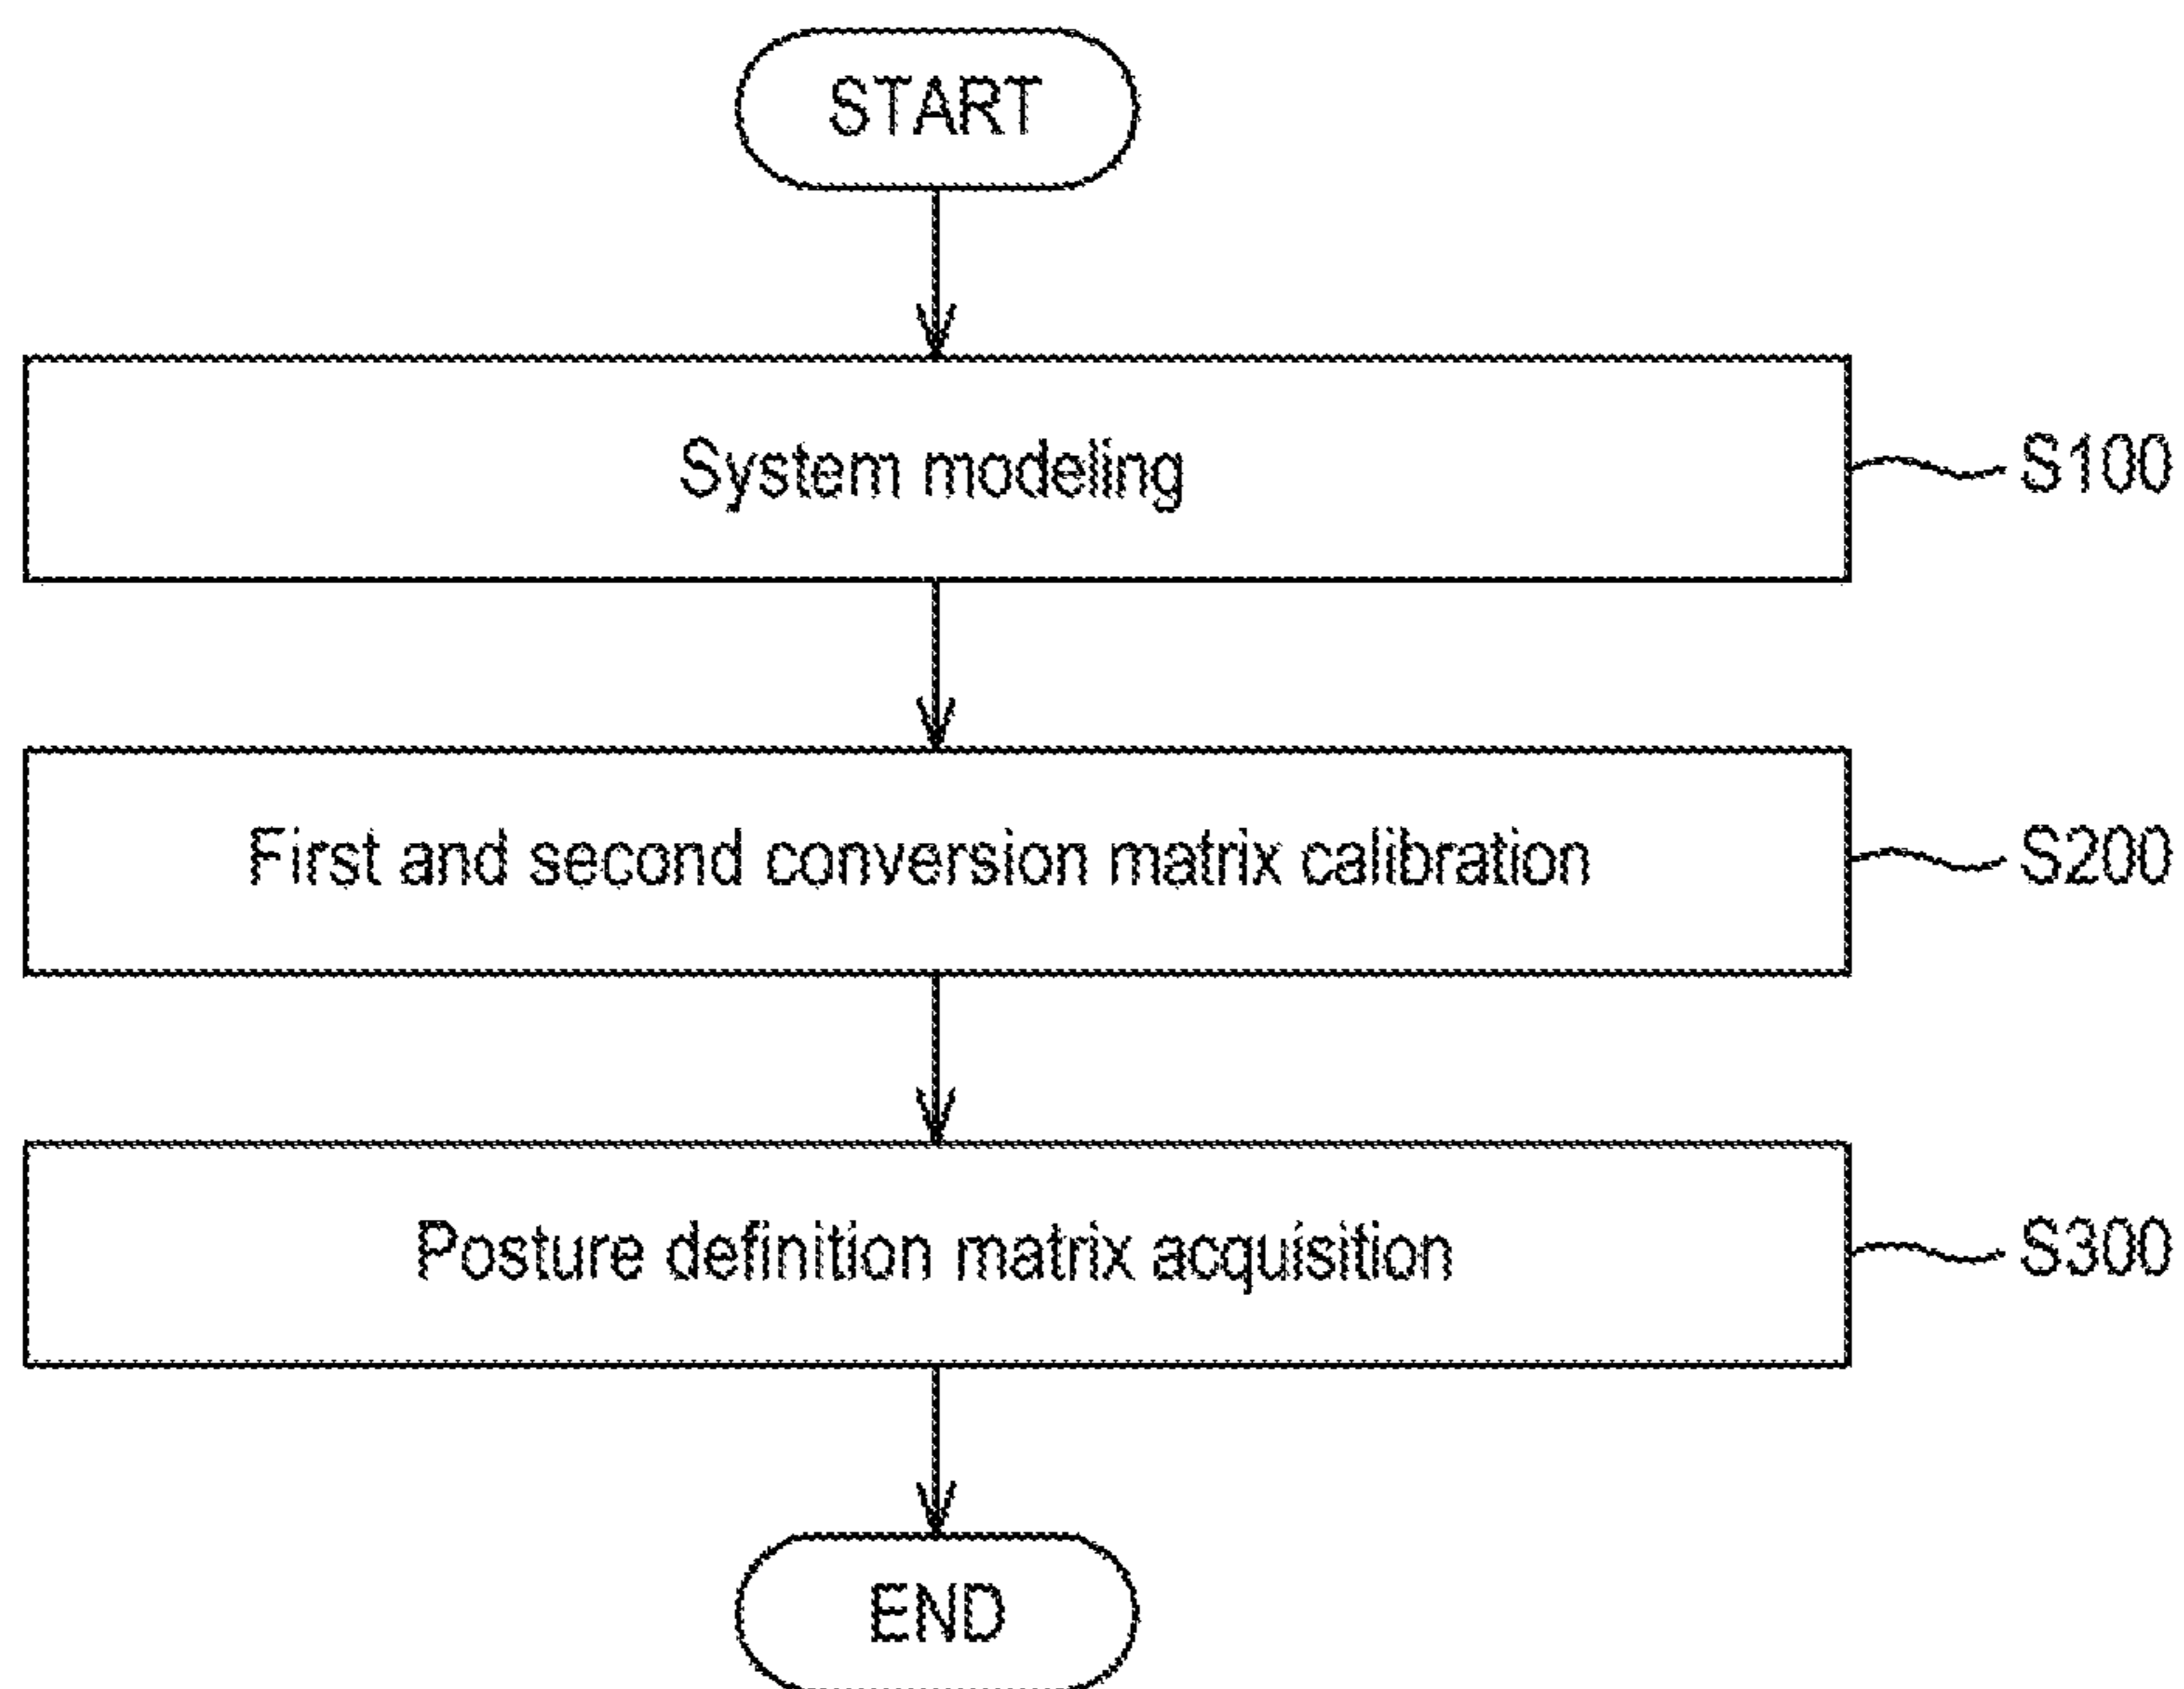 START
System modeling
S100
First and second conversion matrix calibration
S200
Posture definition matrix acquisition
S300
END